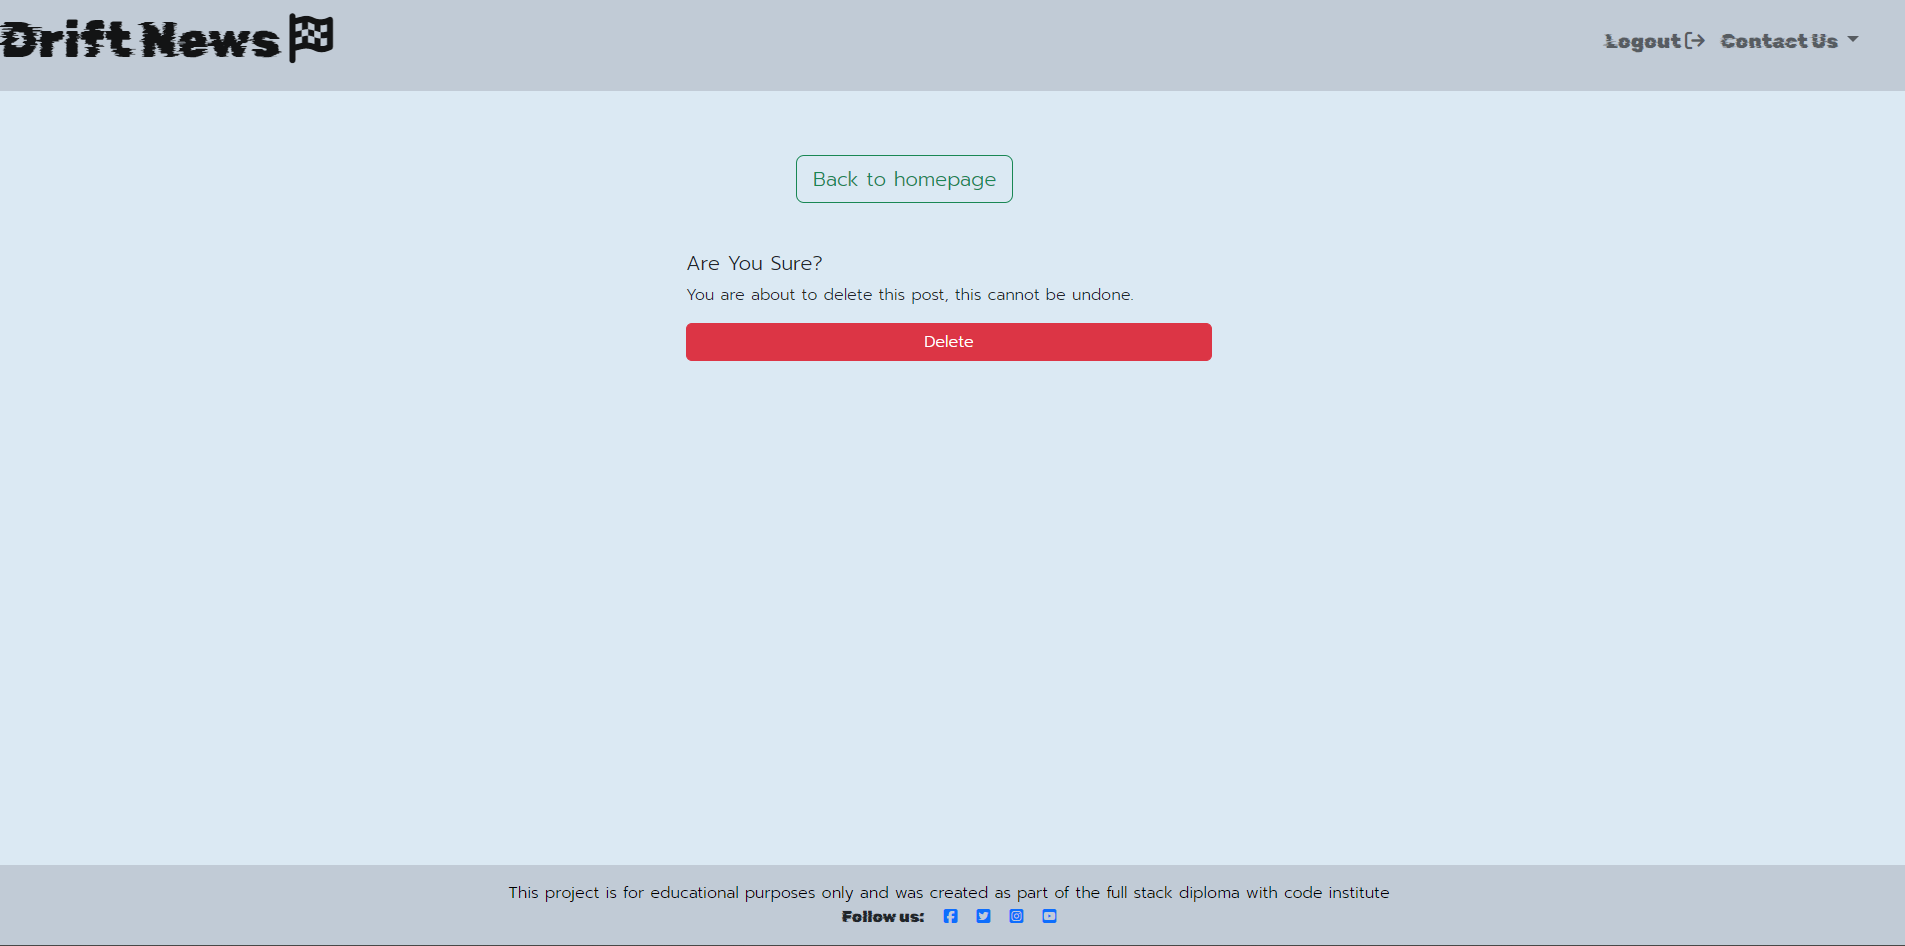 Drift News
Logout
Contact Us
Back to homepage
Are You Sure?
You are about to delete this post, this cannot be undone.
Delete
This project is for educational purposes only and was created as part of the full stack diploma with code institute
Follow us: